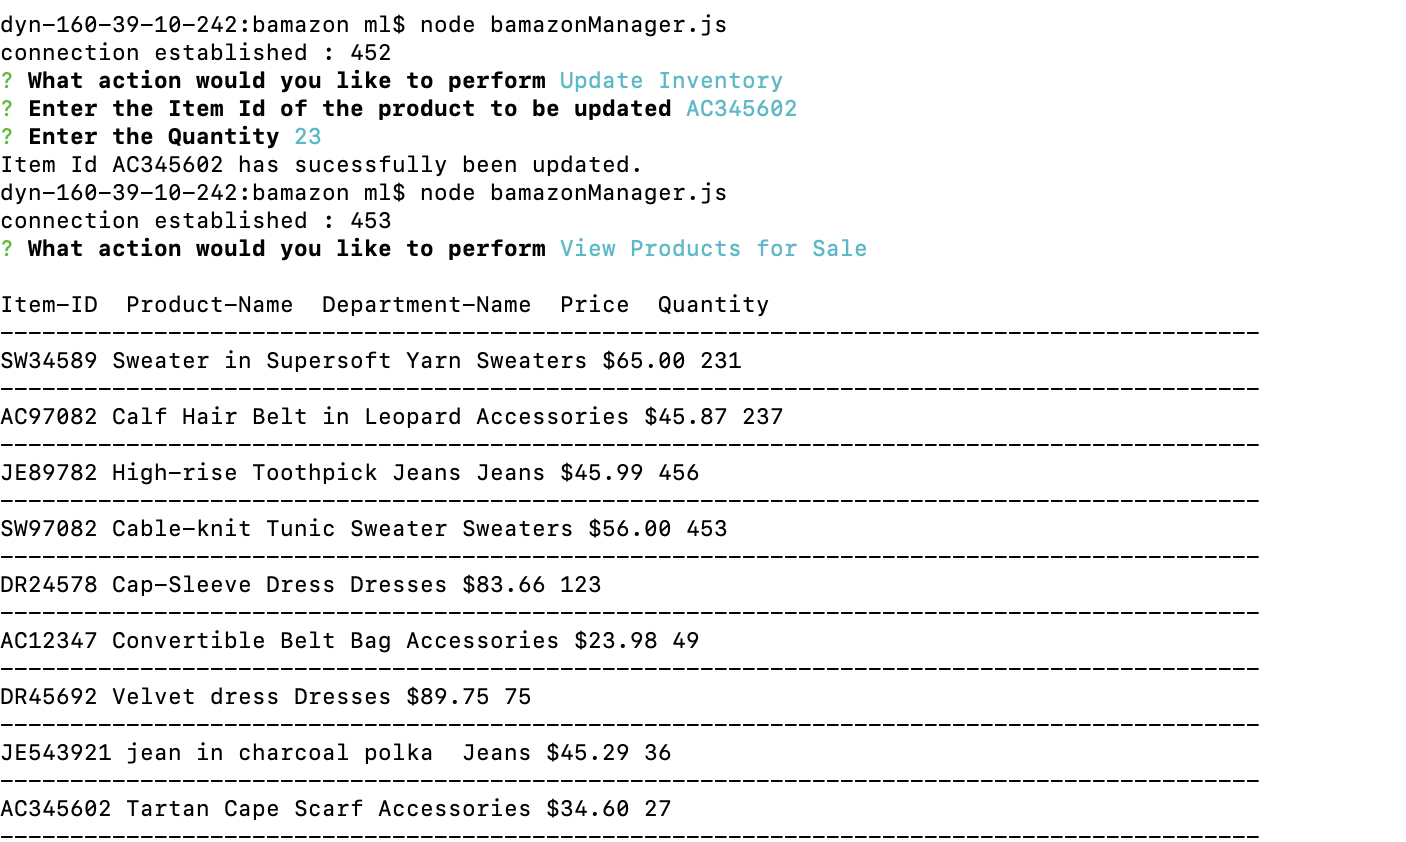 dyn-160-39-10-242:bamazon ml$ node bamazonManager.js
connection established : 452
? What action would you like to perform Update Inventory
? Enter the Item Id of the product to be updated AC345602
? Enter the Quantity 23
Item Id AC345602 has sucessfully been updated.
dyn-160-39-10-242:bamazon ml$ node bamazonManager.js
connection established : 453
? What action would you like to perform View Products for Sale
Item-ID  Product-Name  Department-Name  Price  Quantity
------------------------------------------------------------------------------------------
SW34589 Sweater in Supersoft Yarn Sweaters $65.00 231
------------------------------------------------------------------------------------------
AC97082 Calf Hair Belt in Leopard Accessories $45.87 237
------------------------------------------------------------------------------------------
JE89782 High-rise Toothpick Jeans Jeans $45.99 456
------------------------------------------------------------------------------------------
SW97082 Cable-knit Tunic Sweater Sweaters $56.00 453
------------------------------------------------------------------------------------------
DR24578 Cap-Sleeve Dress Dresses $83.66 123
------------------------------------------------------------------------------------------
AC12347 Convertible Belt Bag Accessories $23.98 49
------------------------------------------------------------------------------------------
DR45692 Velvet dress Dresses $89.75 75
------------------------------------------------------------------------------------------
JE543921 jean in charcoal polka  Jeans $45.29 36
------------------------------------------------------------------------------------------
AC345602 Tartan Cape Scarf Accessories $34.60 27
------------------------------------------------------------------------------------------